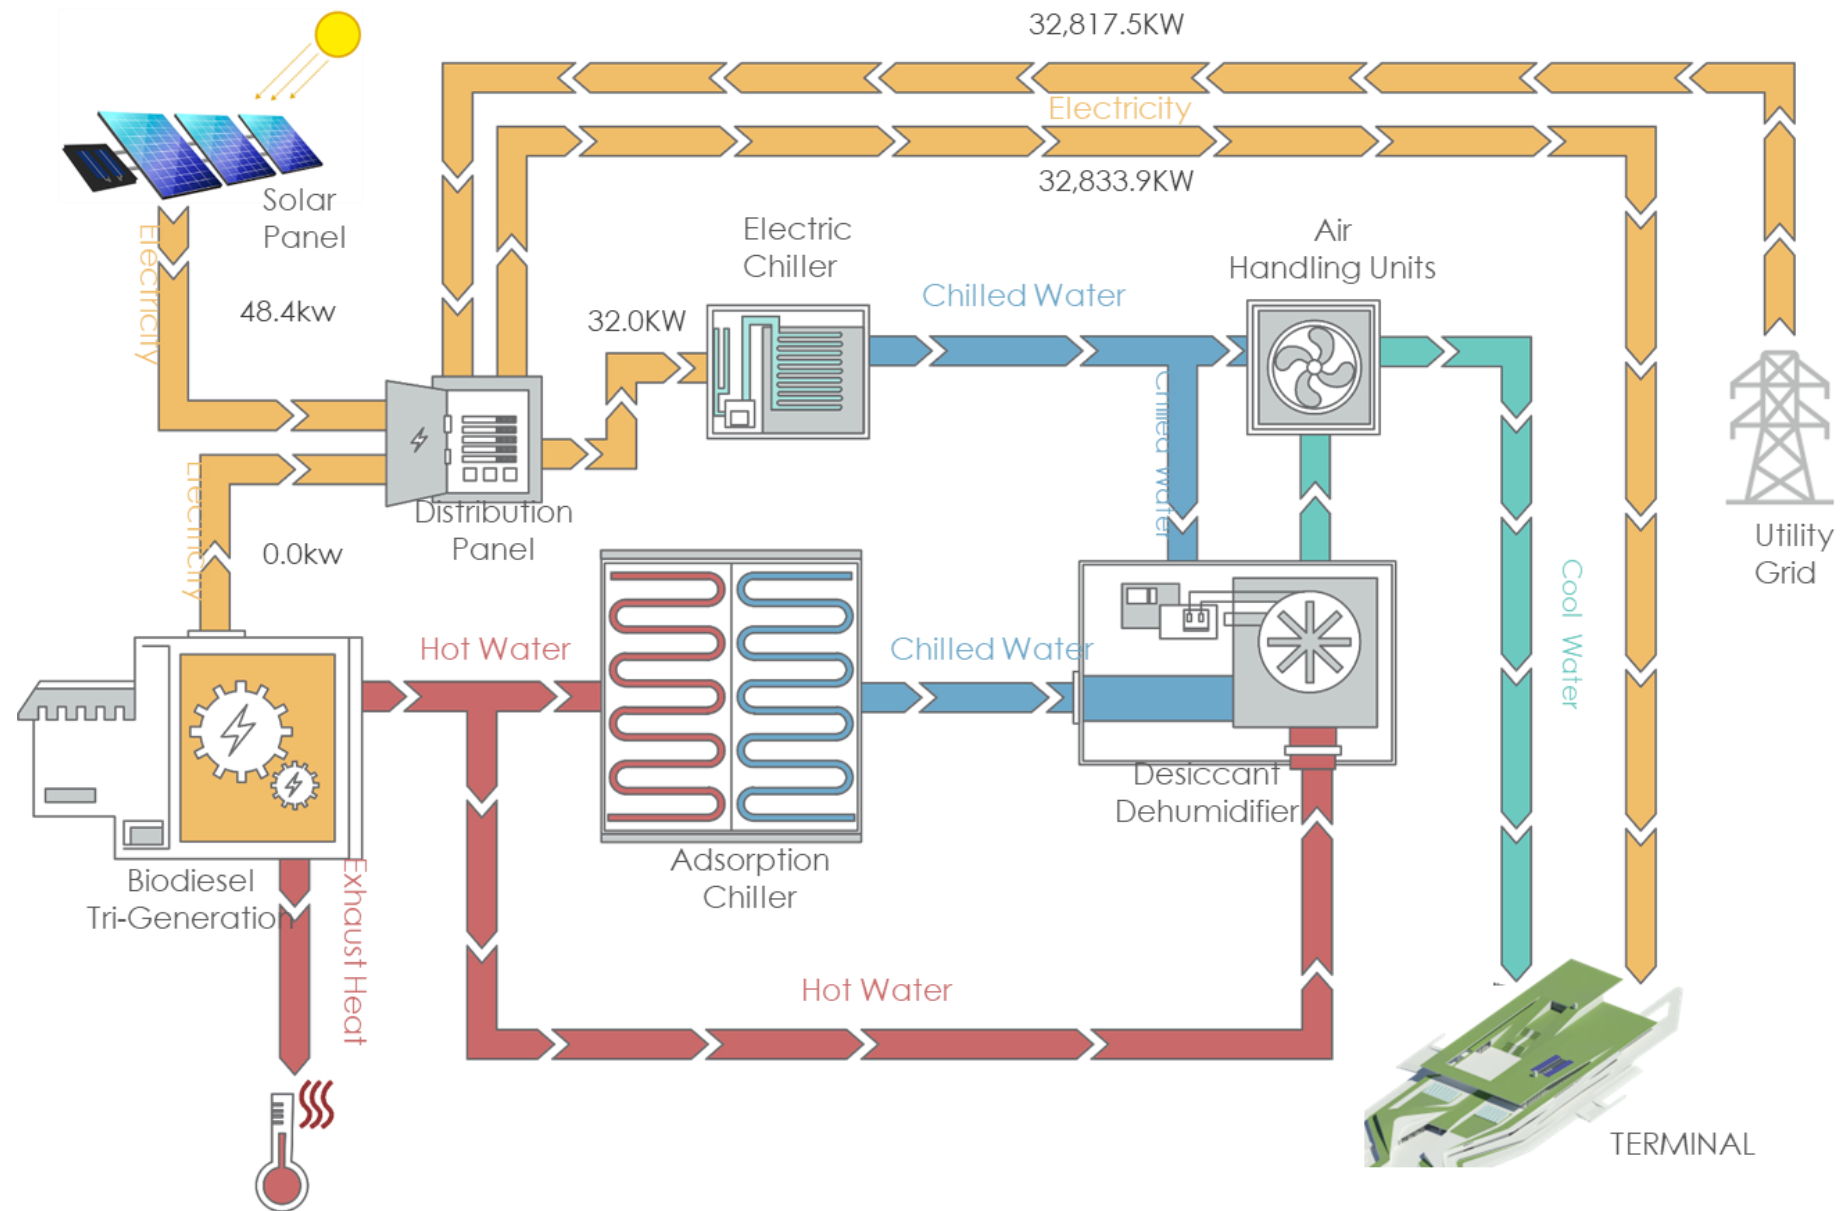 32,817.5KW
Electricity
32,833.9KW
Solar
Panel
Electricity
48.4kw
Electric
Chiller
Air
Handling Units
Chilled Water
32.0KW
Chilled Water
Distribution
Panel
Electricity
0.0kw
Utility
Grid
Cool Water
Hot Water
Chilled Water
Desiccant
Dehumidifier
Adsorption
Chiller
Biodiesel
Tri-Generation
Exhaust Heat
Hot Water
TERMINAL